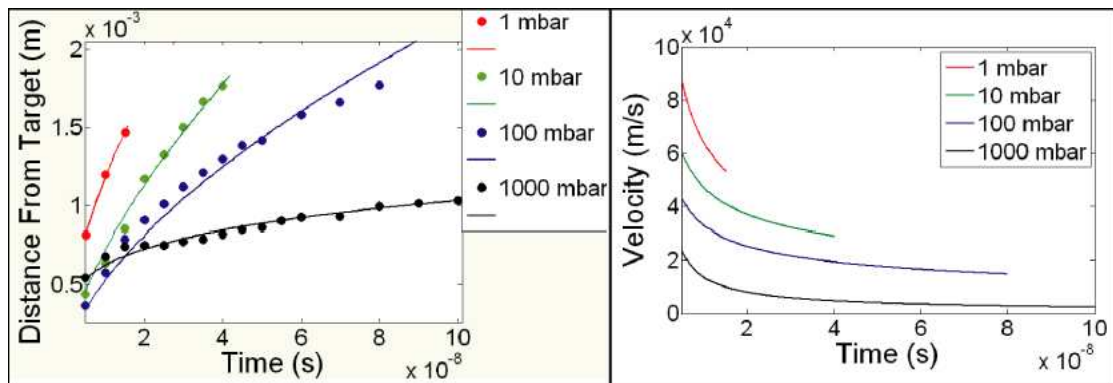 x 10⁻³
Distance From Target (m)
2
1.5
1
0.5
2 4 6 8 10
Time (s)
x 10⁻⁸
1 mbar
10 mbar
100 mbar
1000 mbar
10 x 10⁴
Velocity (m/s)
8
6
4
2
0
0 2 4 6 8 10
Time (s)
x 10⁻⁸
1 mbar
10 mbar
100 mbar
1000 mbar